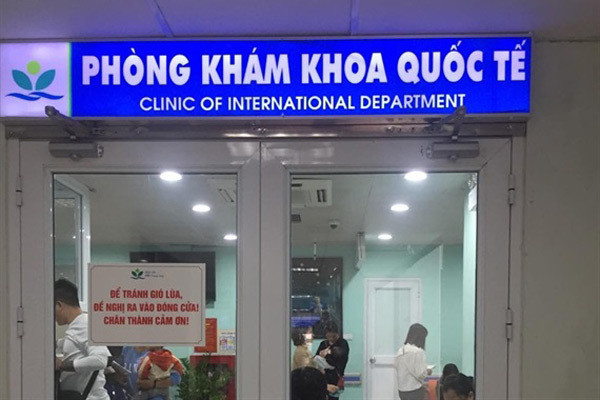 PHÒNG KHÁM KHOA QUỐC TẾ
CLINIC OF INTERNATIONAL DEPARTMENT
ĐỂ TRÁNH GIÓ LÙA,
ĐỀ NGHỊ RA VÀO ĐÓNG CỬA!
CHÂN THÀNH CẢM ƠN!